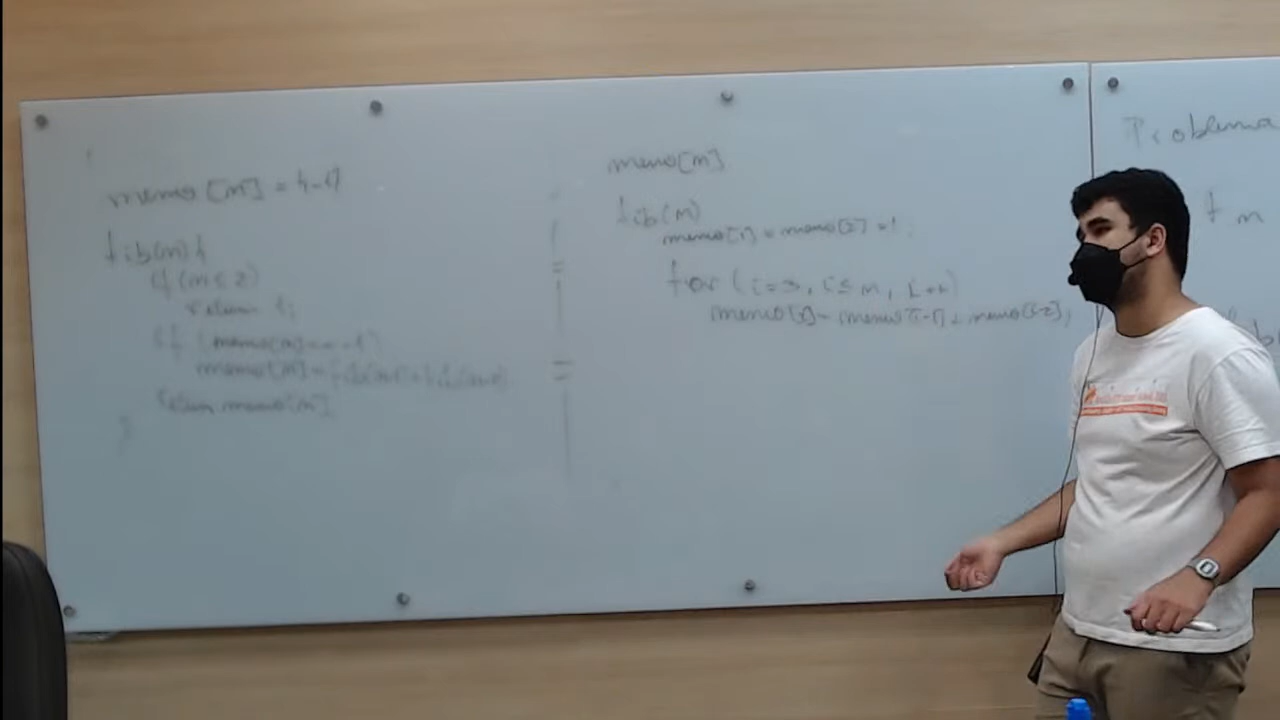 memo[n] = {-1}
fib(n){
if (n ≤ 2)
return 1;
if (memo[n] == -1)
memo[n] = fib(n-1) + fib(n-2)
return memo[n]
}
memo[n]
fib(n)
memo[1] = memo[2] = 1;
for (i=3, i≤n, i++)
memo[i] = memo[i-1] + memo[i-2];
Problema